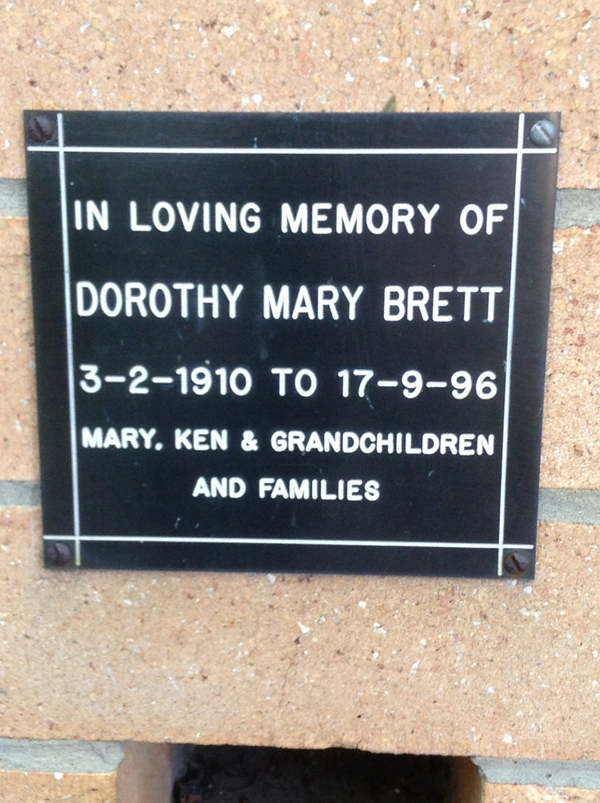 IN LOVING MEMORY OF
DOROTHY MARY BRETT
3-2-1910 TO 17-9-96
MARY, KEN & GRANDCHILDREN
AND FAMILIES